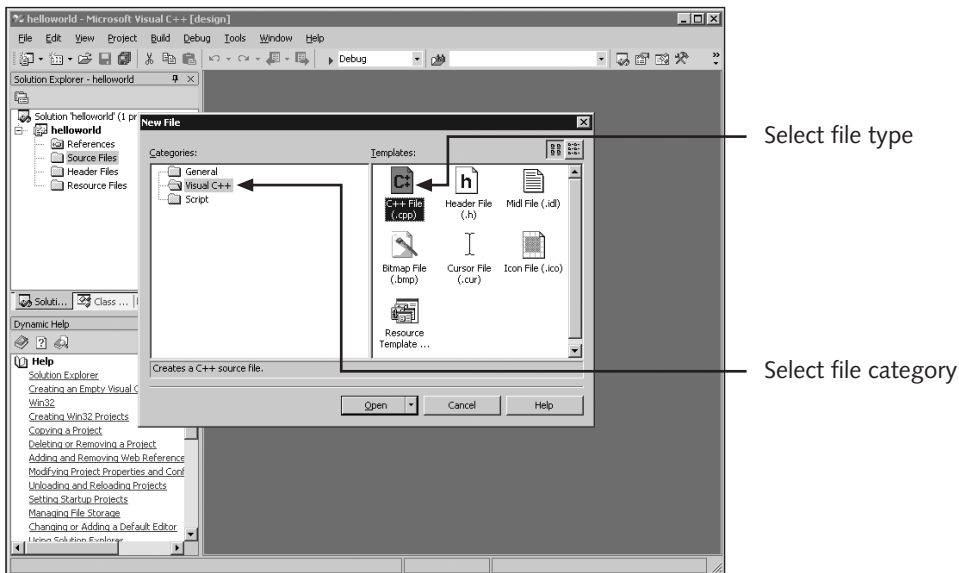 helloworld - Microsoft Visual C++ [design]
File Edit View Project Build Debug Tools Window Help
Debug
Solution Explorer - helloworld
Solution 'helloworld' (1 pr
helloworld
References
Source Files
Header Files
Resource Files
New File
Categories:
General
Visual C++
Script
Templates:
C++ File (.cpp)
Header File (.h)
Midl File (.idl)
Bitmap File (.bmp)
Cursor File (.cur)
Icon File (.ico)
Resource Template ...
Creates a C++ source file.
Open Cancel Help
Select file type
Select file category
Soluti... Class ...
Dynamic Help
Help
Solution Explorer
Creating an Empty Visual C
Win32
Creating Win32 Projects
Copying a Project
Deleting or Removing a Project
Adding and Removing Web Reference
Modifying Project Properties and Conf
Unloading and Reloading Projects
Setting Startup Projects
Managing File Storage
Changing or Adding a Default Editor
Using Solution Explorer